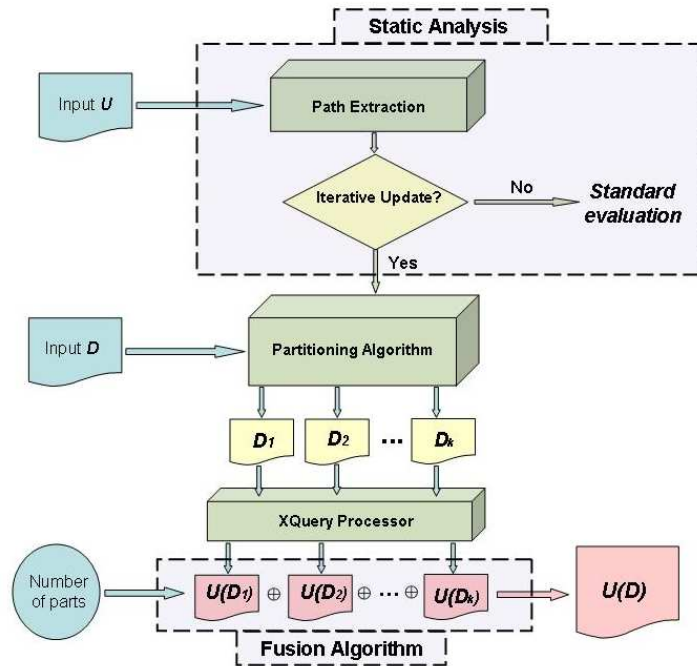 Static Analysis
Input U
Path Extraction
Iterative Update?
No
Standard
evaluation
Yes
Input D
Partitioning Algorithm
D1 D2 ... Dk
XQuery Processor
Number
of parts
U(D1) ⊕ U(D2) ⊕ ... ⊕ U(Dk)
U(D)
Fusion Algorithm